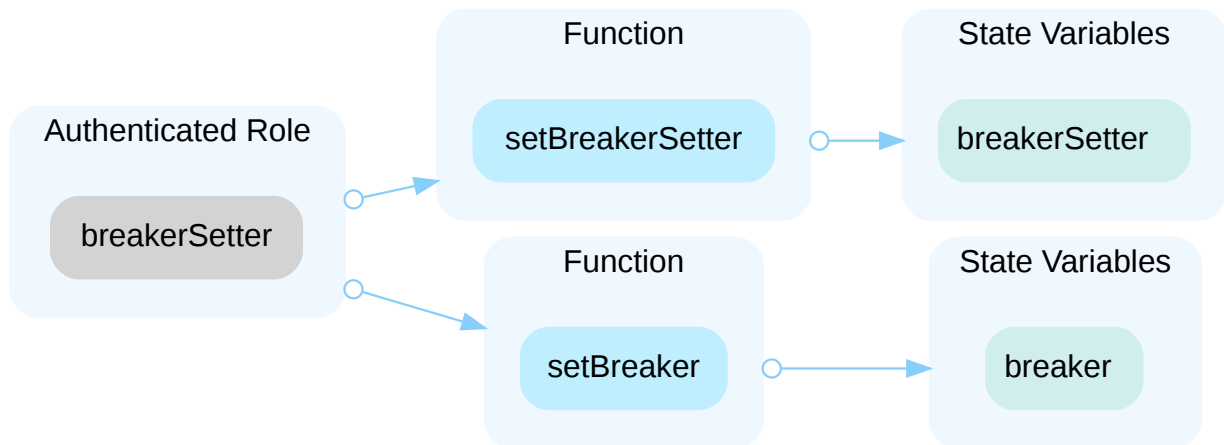 Authenticated Role
breakerSetter
Function
setBreakerSetter
State Variables
breakerSetter
Function
setBreaker
State Variables
breaker